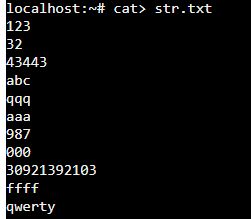 localhost:~# cat> str.txt
123
32
43443
abc
qqq
aaa
987
000
30921392103
ffff
qwerty